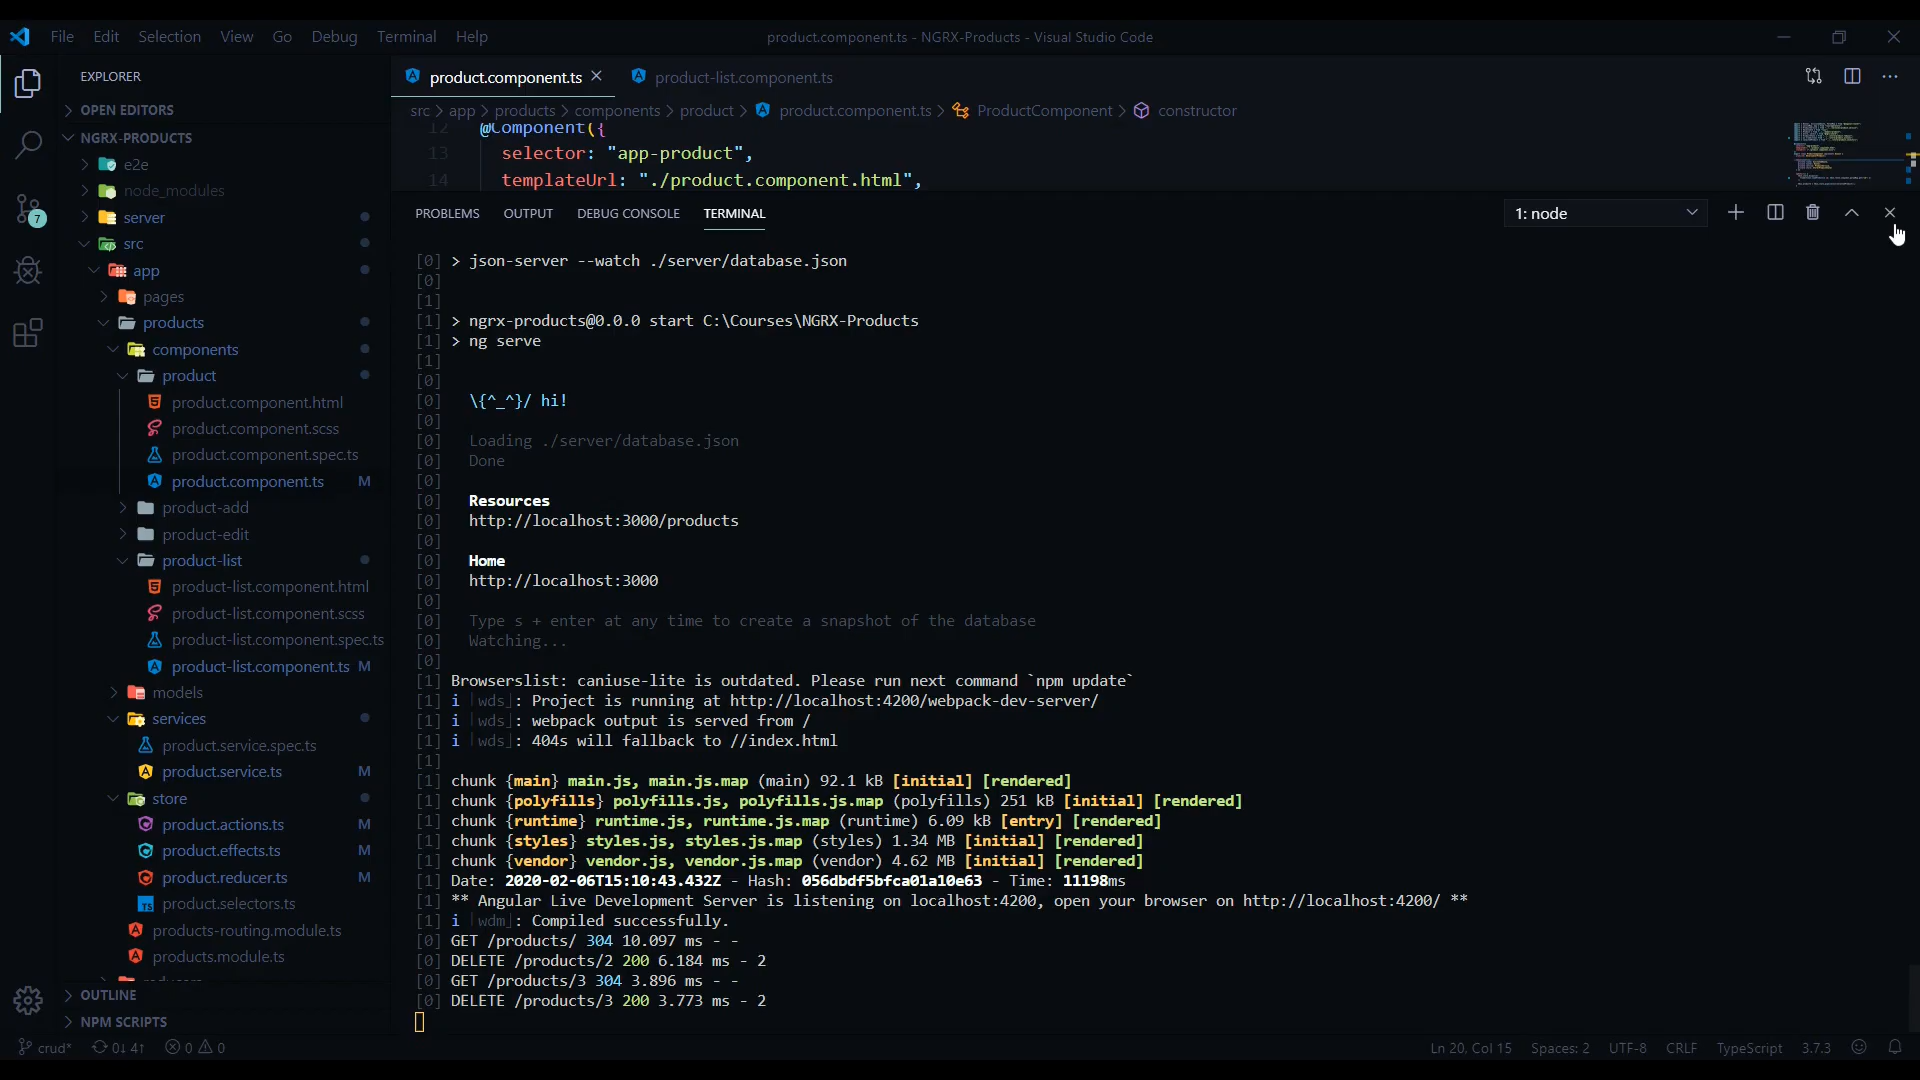 File Edit Selection View Go Debug Terminal Help
product.component.ts - NGRX-Products - Visual Studio Code
EXPLORER
OPEN EDITORS
NGRX-PRODUCTS
e2e
node_modules
server
src
app
pages
products
components
product
product.component.html
product.component.scss
product.component.spec.ts
product.component.ts M
product-add
product-edit
product-list
product-list.component.html
product-list.component.scss
product-list.component.spec.ts
product-list.component.ts M
models
services
product.service.spec.ts
product.service.ts M
store
product.actions.ts M
product.effects.ts M
product.reducer.ts M
product.selectors.ts
products-routing.module.ts
products.module.ts
OUTLINE
NPM SCRIPTS
7
product.component.ts product-list.component.ts
src > app > products > components > product > product.component.ts > ProductComponent > constructor
12 @Component({
13 selector: "app-product",
14 templateUrl: "./product.component.html",
PROBLEMS OUTPUT DEBUG CONSOLE TERMINAL 1: node
[0] > json-server --watch ./server/database.json
[0]
[1]
[1] > ngrx-products@0.0.0 start C:\Courses\NGRX-Products
[1] > ng serve
[1]
[0]
[0] \{^_^}/ hi!
[0]
[0] Loading ./server/database.json
[0] Done
[0]
[0] Resources
[0] http://localhost:3000/products
[0]
[0] Home
[0] http://localhost:3000
[0]
[0] Type s + enter at any time to create a snapshot of the database
[0] Watching...
[0]
[1] Browserslist: caniuse-lite is outdated. Please run next command `npm update`
[1] i ｢wds｣: Project is running at http://localhost:4200/webpack-dev-server/
[1] i ｢wds｣: webpack output is served from /
[1] i ｢wds｣: 404s will fallback to //index.html
[1]
[1] chunk {main} main.js, main.js.map (main) 92.1 kB [initial] [rendered]
[1] chunk {polyfills} polyfills.js, polyfills.js.map (polyfills) 251 kB [initial] [rendered]
[1] chunk {runtime} runtime.js, runtime.js.map (runtime) 6.09 kB [entry] [rendered]
[1] chunk {styles} styles.js, styles.js.map (styles) 1.34 MB [initial] [rendered]
[1] chunk {vendor} vendor.js, vendor.js.map (vendor) 4.62 MB [initial] [rendered]
[1] Date: 2020-02-06T15:10:43.432Z - Hash: 056dbdf5bfca01a10e63 - Time: 11198ms
[1] ** Angular Live Development Server is listening on localhost:4200, open your browser on http://localhost:4200/ **
[1] i ｢wdm｣: Compiled successfully.
[0] GET /products/ 304 10.097 ms - -
[0] DELETE /products/2 200 6.184 ms - 2
[0] GET /products/3 304 3.896 ms - -
[0] DELETE /products/3 200 3.773 ms - 2
crud* 0↓ 4↑ 0 0 Ln 20, Col 15 Spaces: 2 UTF-8 CRLF TypeScript 3.7.3